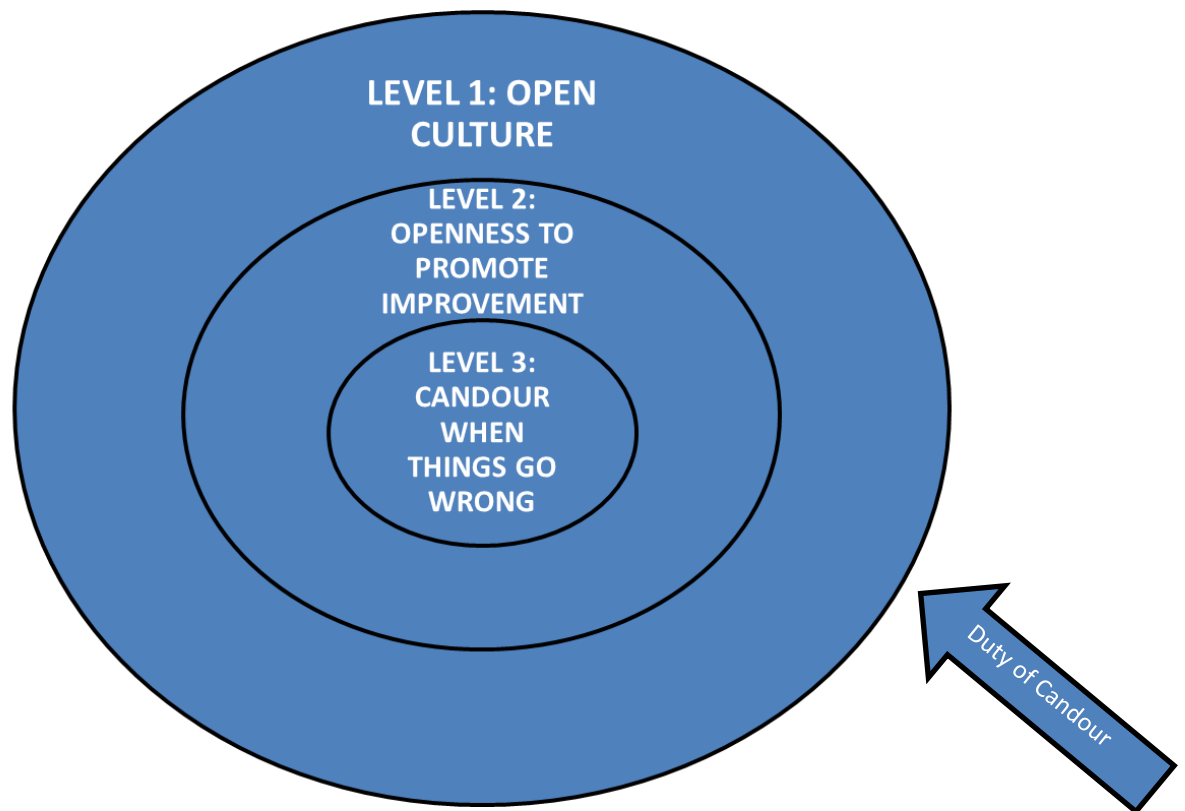 LEVEL 1: OPEN
CULTURE
LEVEL 2:
OPENNESS TO
PROMOTE
IMPROVEMENT
LEVEL 3:
CANDOUR
WHEN
THINGS GO
WRONG
Duty of Candour